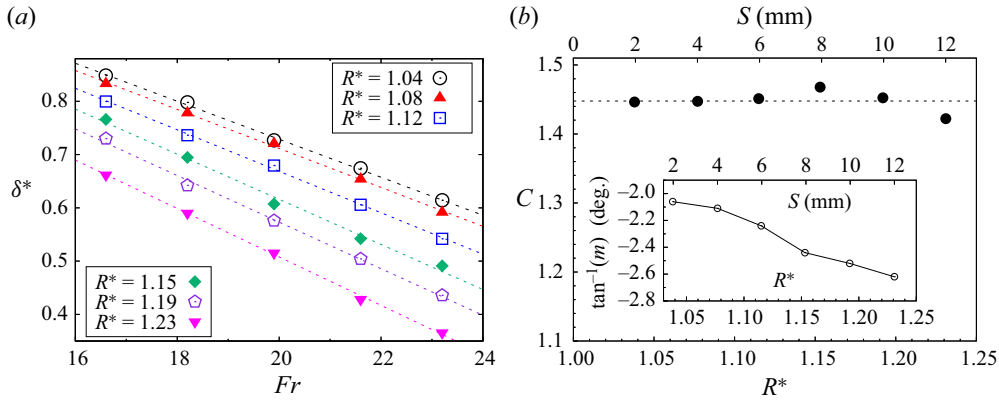 (a)
R* = 1.04
R* = 1.08
R* = 1.12
R* = 1.15
R* = 1.19
R* = 1.23
0.8
0.7
0.6
0.5
0.4
δ*
16 18 20 22 24
Fr
(b)
S (mm)
0 2 4 6 8 10 12
1.5
1.4
1.3
1.2
1.1
1.0
C
2 4 6 8 10 12
S (mm)
−2.0
−2.2
−2.4
−2.6
−2.8
tan⁻¹(m) (deg.)
R*
1.05 1.10 1.15 1.20 1.25
1.00 1.05 1.10 1.15 1.20 1.25
R*